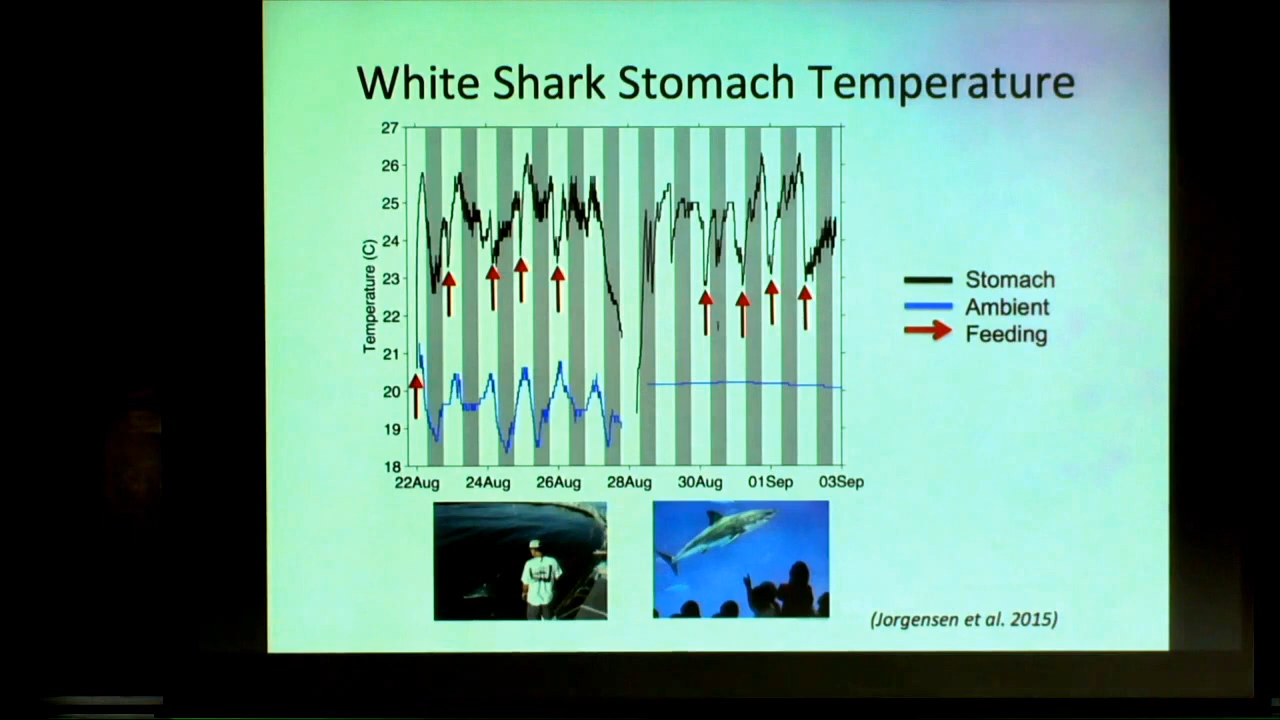 White Shark Stomach Temperature
27
26
25
24
23
22
21
20
19
18
Temperature (C)
22Aug 24Aug 26Aug 28Aug 30Aug 01Sep 03Sep
Stomach
Ambient
Feeding
(Jorgensen et al. 2015)